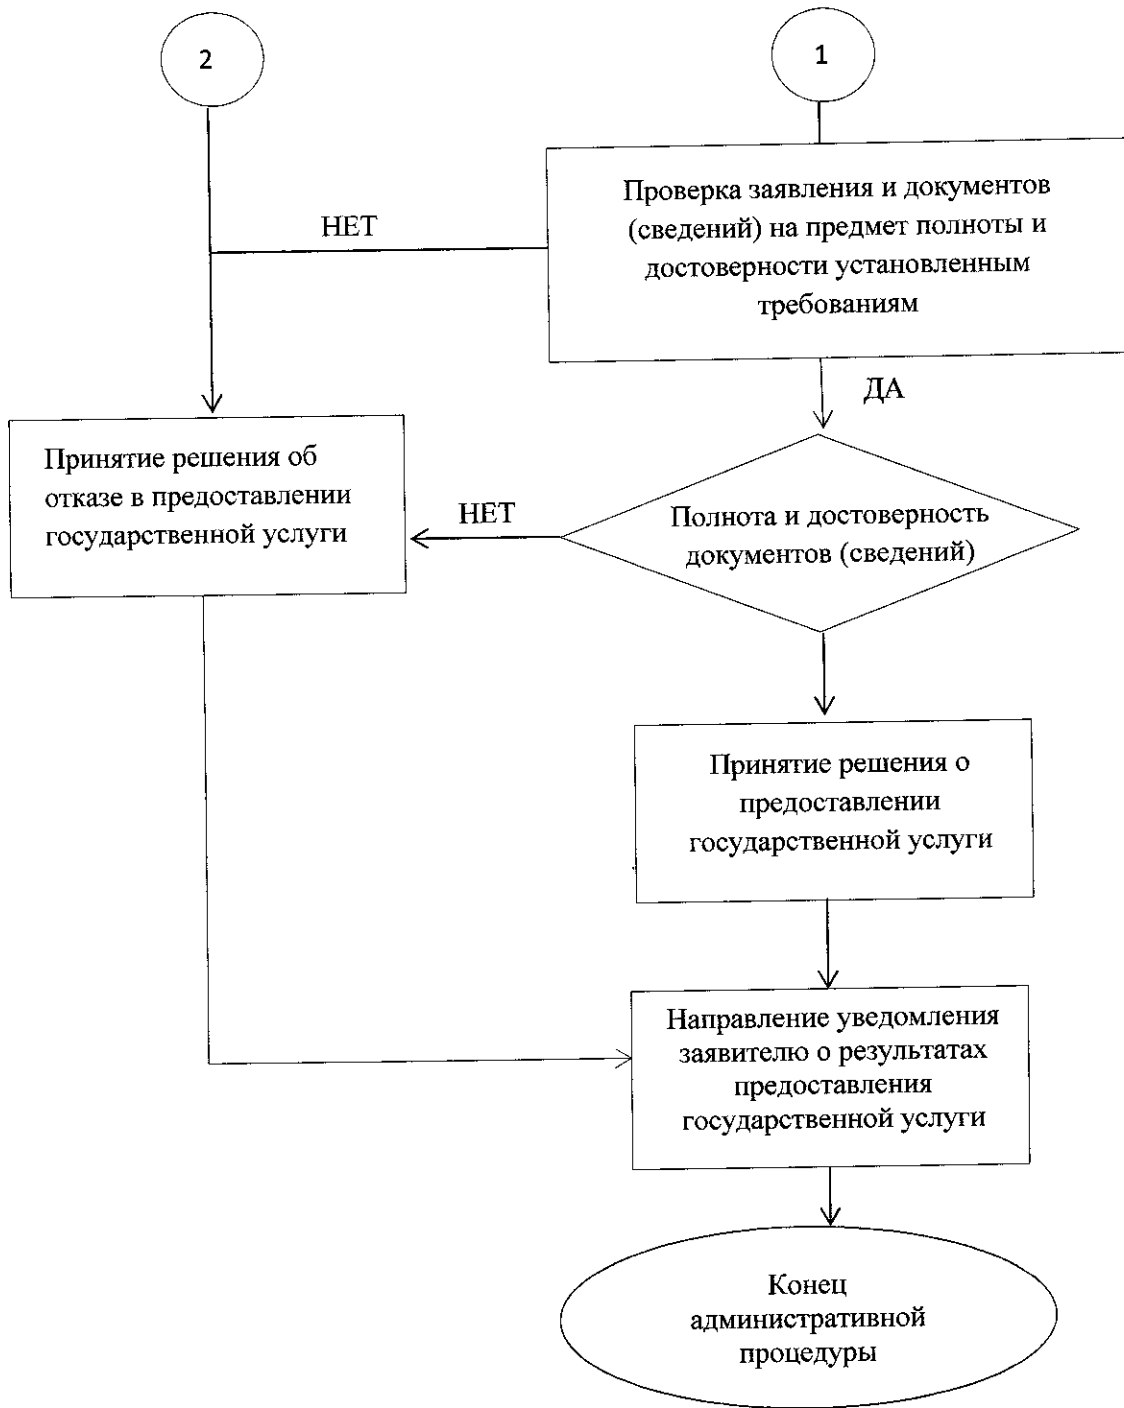 2
1
Проверка заявления и документов
(сведений) на предмет полноты и
достоверности установленным
требованиям
НЕТ
ДА
Принятие решения об
отказе в предоставлении
государственной услуги
НЕТ
Полнота и достоверность
документов (сведений)
Принятие решения о
предоставлении
государственной услуги
Направление уведомления
заявителю о результатах
предоставления
государственной услуги
Конец
административной
процедуры